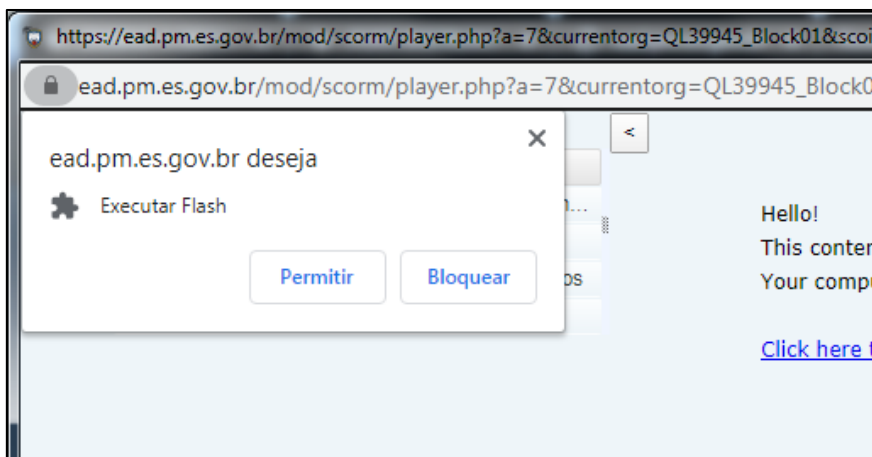 https://ead.pm.es.gov.br/mod/scorm/player.php?a=7&currentorg=QL39945_Block01&scoi
ead.pm.es.gov.br/mod/scorm/player.php?a=7&currentorg=QL39945_Block0
<
ead.pm.es.gov.br deseja
Executar Flash
Permitir Bloquear
os
Hello!
This conter
Your compu
Click here t